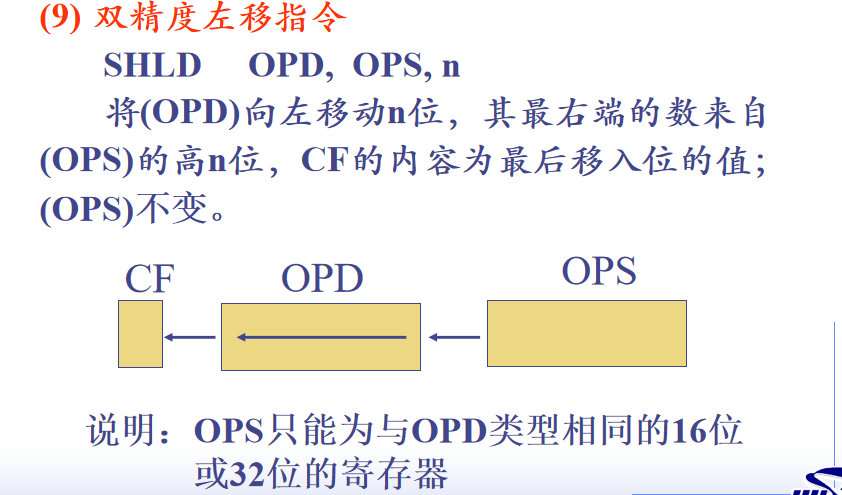 (9) 双精度左移指令
SHLD OPD, OPS, n
将(OPD)向左移动n位，其最右端的数来自
(OPS)的高n位，CF的内容为最后移入位的值；
(OPS)不变。
CF OPD OPS
说明：OPS只能为与OPD类型相同的16位
或32位的寄存器